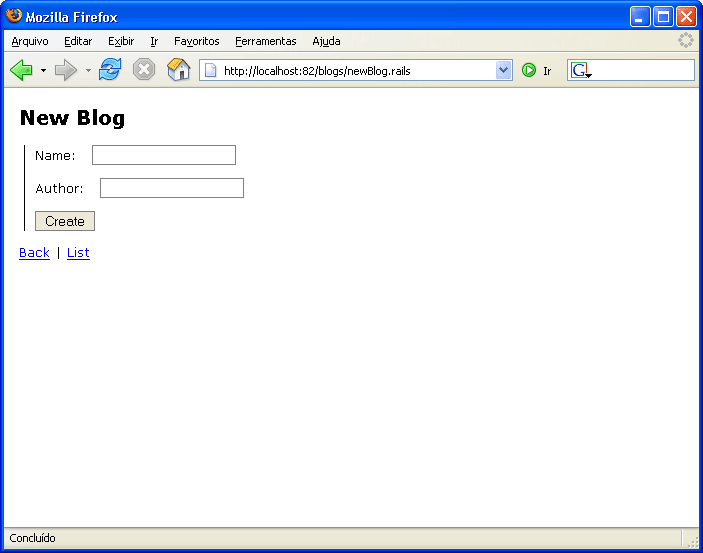 Mozilla Firefox
Arquivo Editar Exibir Ir Favoritos Ferramentas Ajuda
http://localhost:82/blogs/newBlog.rails Ir G
New Blog
Name:
Author:
Create
Back | List
Concluído